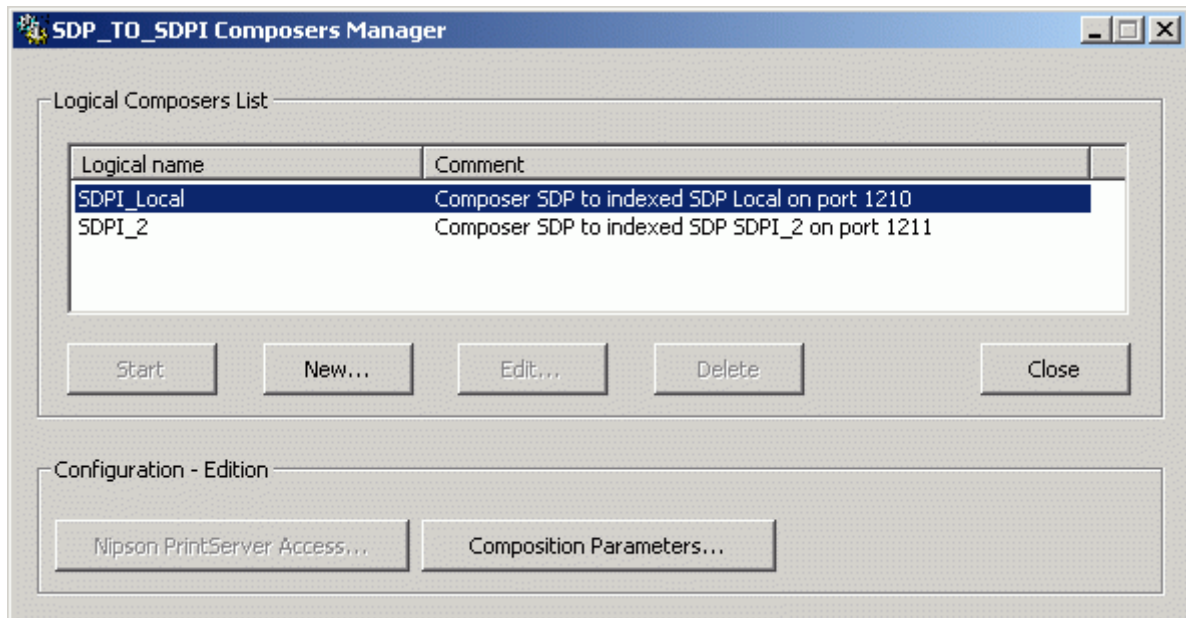 SDP_TO_SDPI Composers Manager
Logical Composers List
Logical name Comment
SDPI_Local Composer SDP to indexed SDP Local on port 1210
SDPI_2 Composer SDP to indexed SDP SDPI_2 on port 1211
Start New... Edit... Delete Close
Configuration - Edition
Nipson PrintServer Access... Composition Parameters...